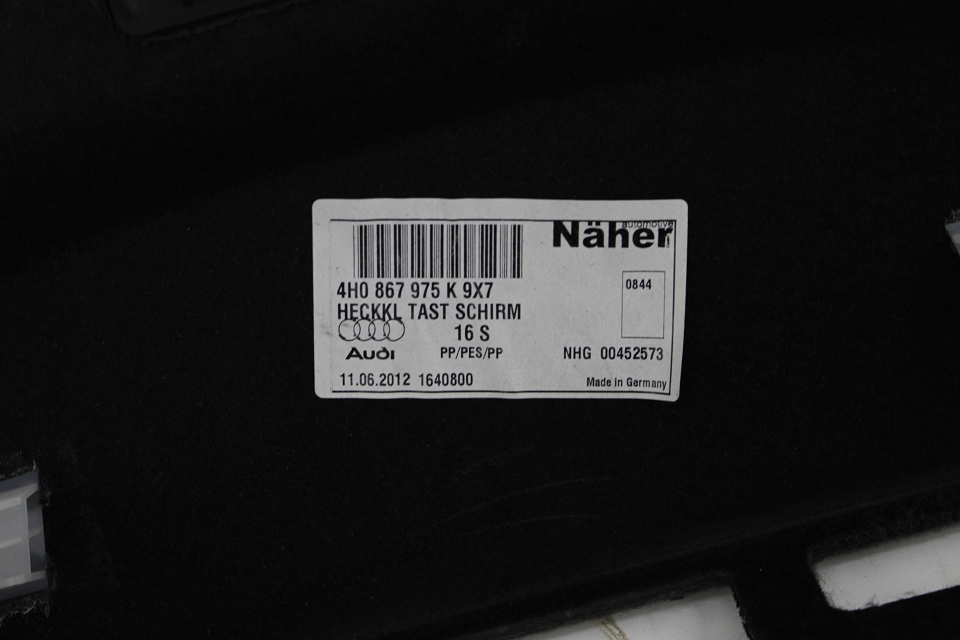 Näher
automotive
4H0 867 975 K 9X7
0844
HECKKL TAST SCHIRM
16 S
Audi
PP/PES/PP
NHG 00452573
11.06.2012 1640800
Made in Germany